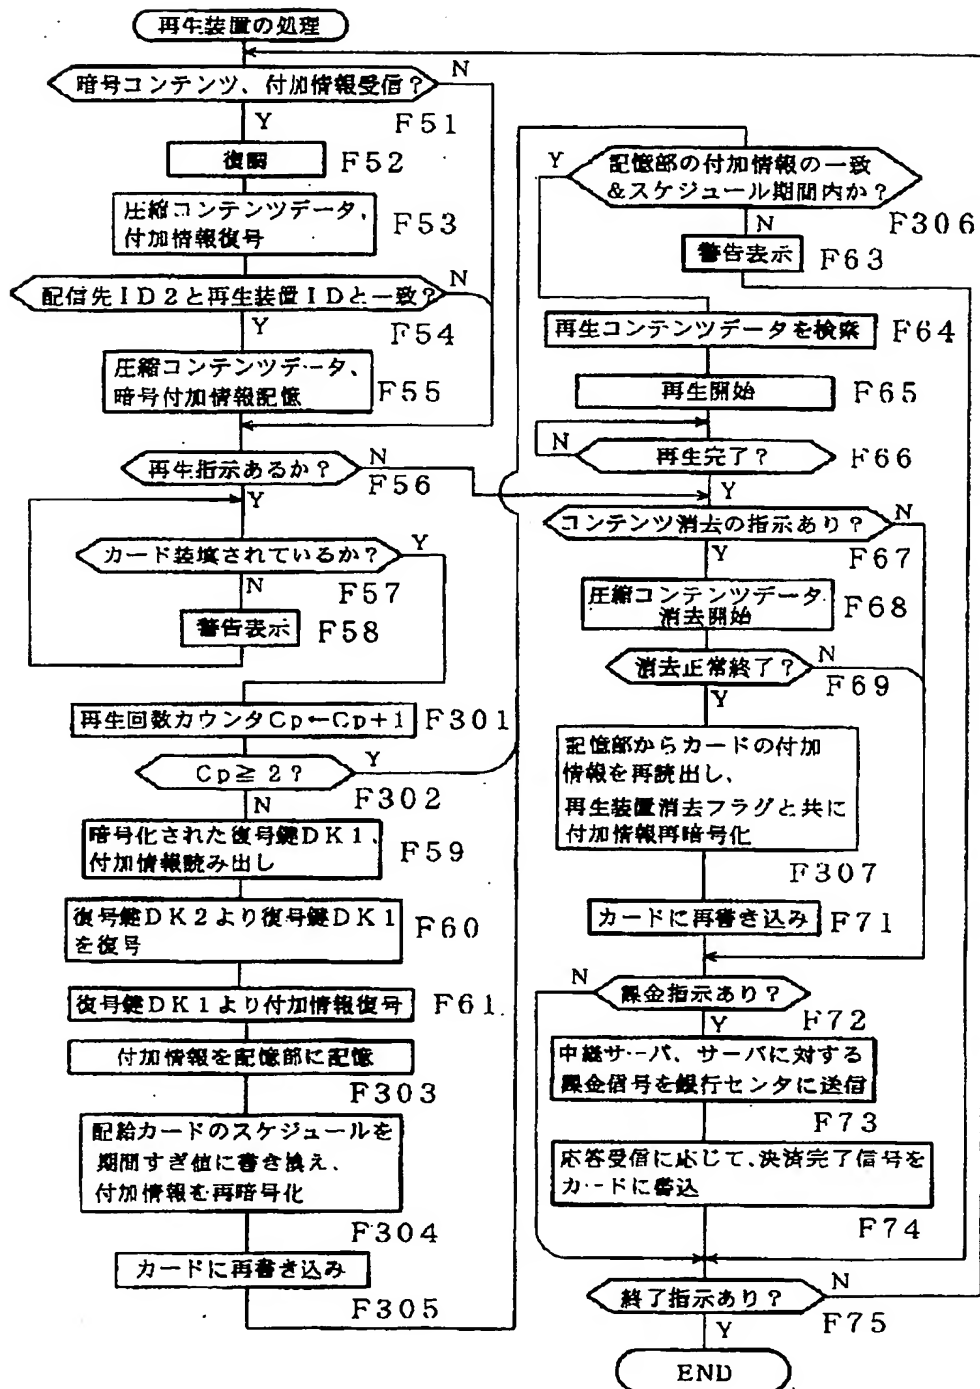 再生装置の処理
暗号コンテンツ、付加情報受信?
N
Y
F51
復調
F52
圧縮コンテンツデータ、
付加情報復号
F53
配信先ID2と再生装置IDと一致?
N
Y
F54
圧縮コンテンツデータ、
暗号付加情報記憶
F55
再生指示あるか?
N
Y
F56
カード装填されているか?
Y
N
F57
警告表示
F58
再生回数カウンタCp←Cp+1
F301
Cp≧2?
Y
N
F302
暗号化された復号鍵DK1、
付加情報読み出し
F59
復号鍵DK2より復号鍵DK1
を復号
F60
復号鍵DK1より付加情報復号
F61
付加情報を記憶部に記憶
F303
配給カードのスケジュールを
期間すぎ値に書き換え、
付加情報を再暗号化
F304
カードに再書き込み
F305
Y
記憶部の付加情報の一致
&スケジュール期間内か?
N
F306
警告表示
F63
再生コンテンツデータを検索
F64
再生開始
F65
N
再生完了?
F66
Y
コンテンツ消去の指示あり?
N
Y
F67
圧縮コンテンツデータ
消去開始
F68
消去正常終了?
N
Y
F69
記憶部からカードの付加
情報を再読出し、
再生装置消去フラグと共に
付加情報再暗号化
F307
カードに再書き込み
F71
N
課金指示あり?
Y
F72
中継サーバ、サーバに対する
課金信号を銀行センタに送信
F73
応答受信に応じて、決済完了信号を
カードに書込
F74
終了指示あり?
N
Y
F75
END